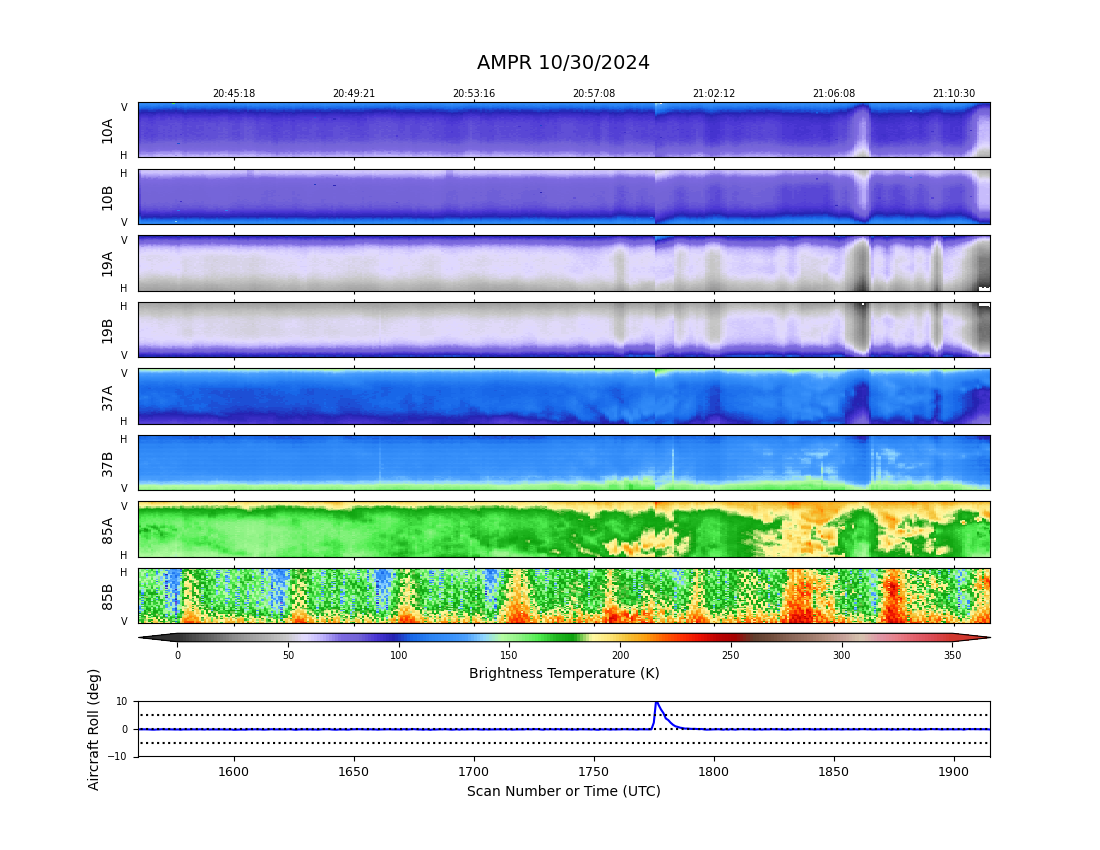 AMPR 10/30/2024
20:45:18 20:49:21 20:53:16 20:57:08 21:02:12 21:06:08 21:10:30
V
10A
H
H
10B
V
V
19A
H
H
19B
V
V
37A
H
H
37B
V
V
85A
H
H
85B
V
0 50 100 150 200 250 300 350
Brightness Temperature (K)
Aircraft Roll (deg)
10
0
−10
1600 1650 1700 1750 1800 1850 1900
Scan Number or Time (UTC)